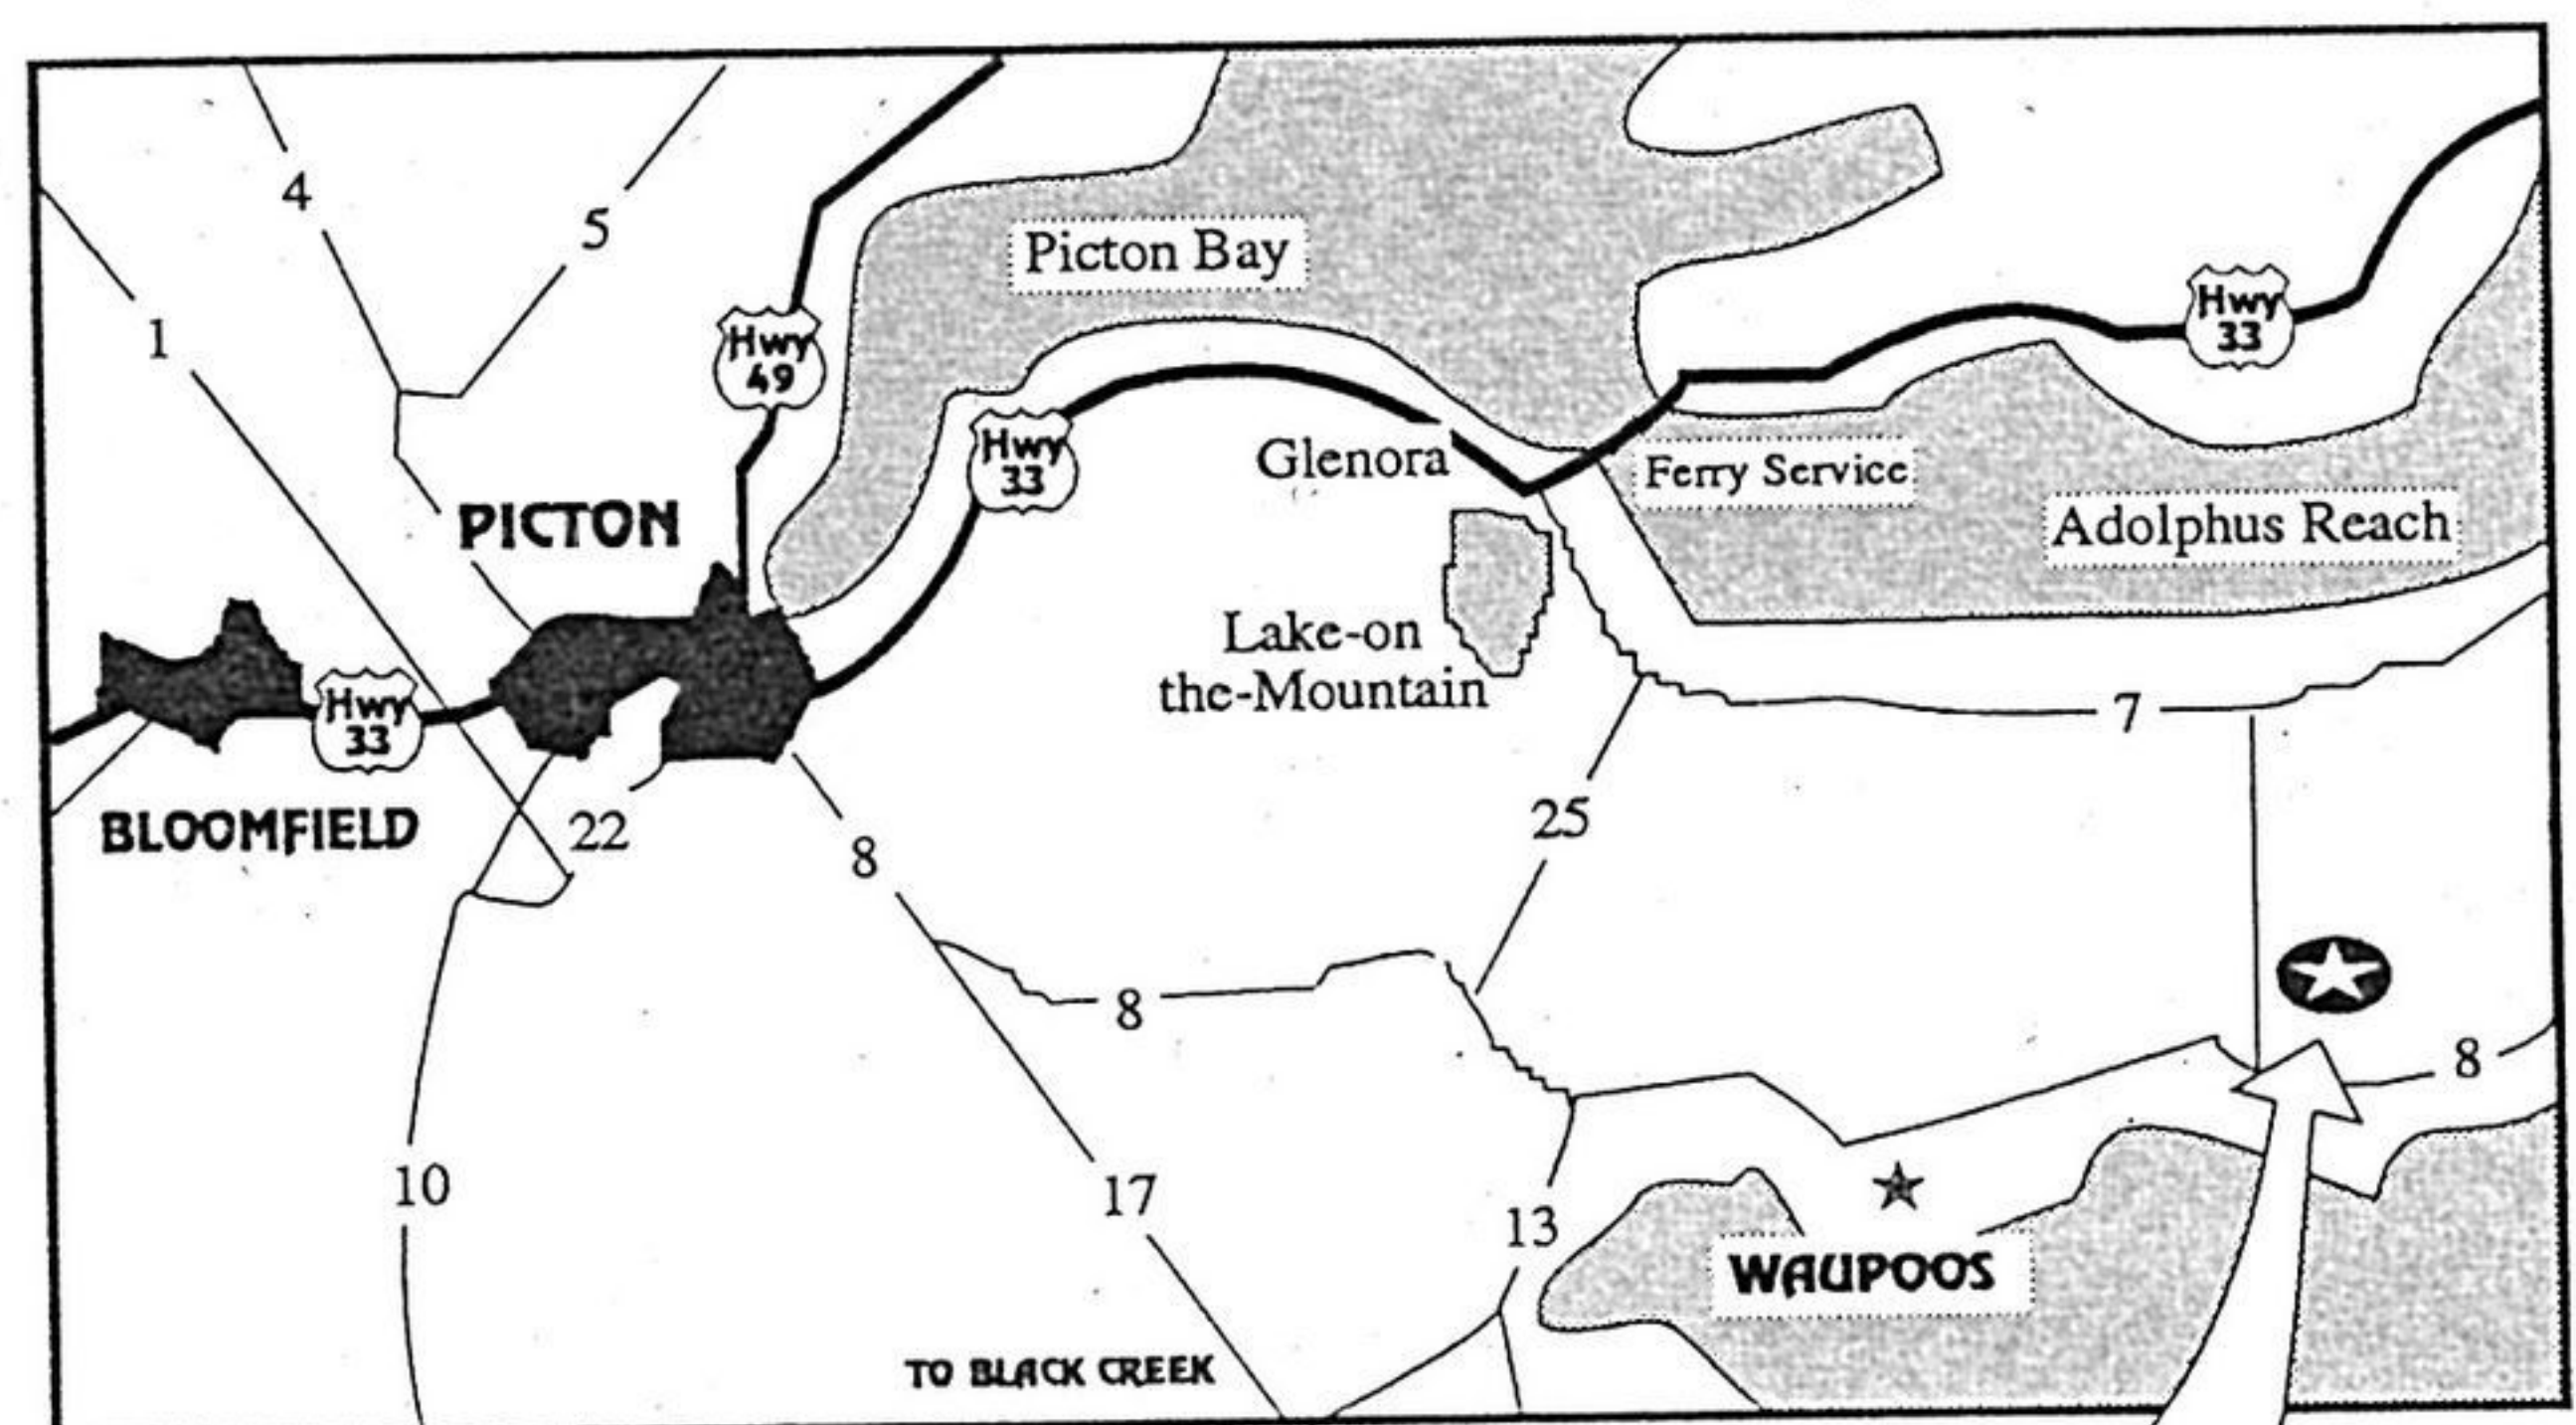 4
5
1
Picton Bay
Hwy
49
Hwy
33
Hwy
33
Glenora
Ferry Service
Adolphus Reach
PICTON
Lake-on
the-Mountain
Hwy
33
7
BLOOMFIELD
22
8
25
8
8
10
17
13
WAUPOOS
TO BLACK CREEK